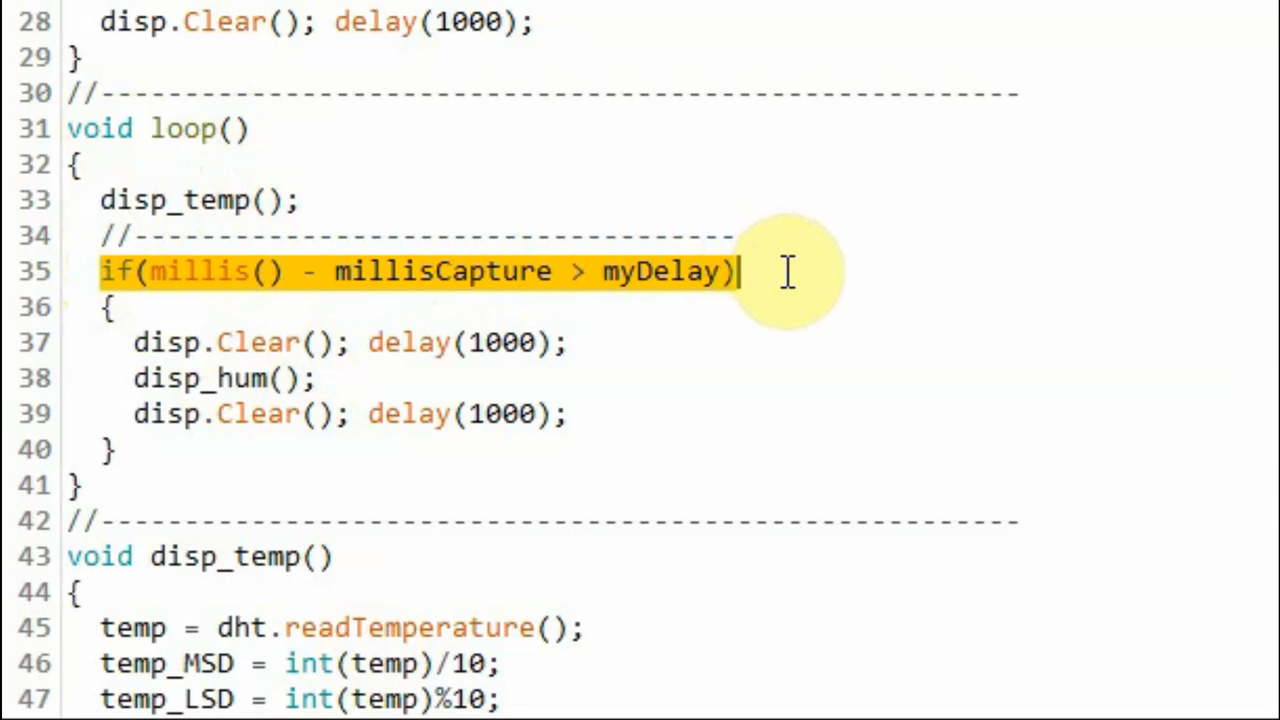 28 disp.Clear(); delay(1000);
29 }
30 //-------------------------------------------------------
31 void loop()
32 {
33 disp_temp();
34 //------------------------------------
35 if(millis() - millisCapture > myDelay)
36 {
37 disp.Clear(); delay(1000);
38 disp_hum();
39 disp.Clear(); delay(1000);
40 }
41 }
42 //-------------------------------------------------------
43 void disp_temp()
44 {
45 temp = dht.readTemperature();
46 temp_MSD = int(temp)/10;
47 temp_LSD = int(temp)%10;